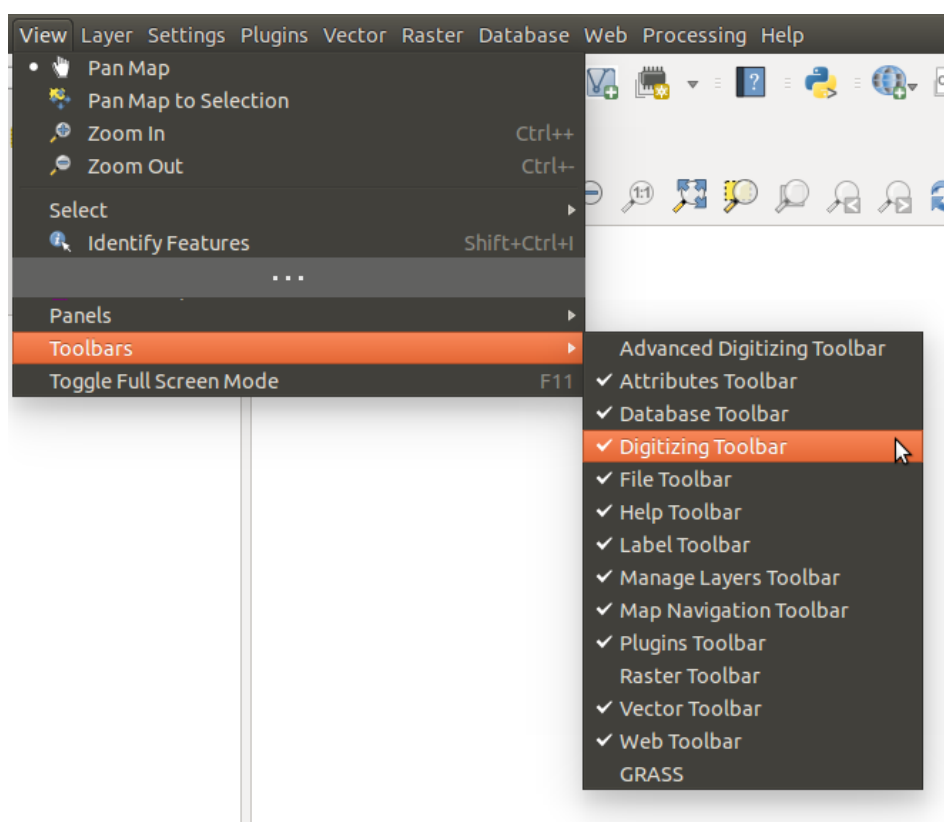 View Layer Settings Plugins Vector Raster Database Web Processing Help
Pan Map
Pan Map to Selection
Zoom In Ctrl++
Zoom Out Ctrl+-
Select
Identify Features Shift+Ctrl+I
...
Panels
Toolbars
Toggle Full Screen Mode F11
1:1
Advanced Digitizing Toolbar
Attributes Toolbar
Database Toolbar
Digitizing Toolbar
File Toolbar
Help Toolbar
Label Toolbar
Manage Layers Toolbar
Map Navigation Toolbar
Plugins Toolbar
Raster Toolbar
Vector Toolbar
Web Toolbar
GRASS